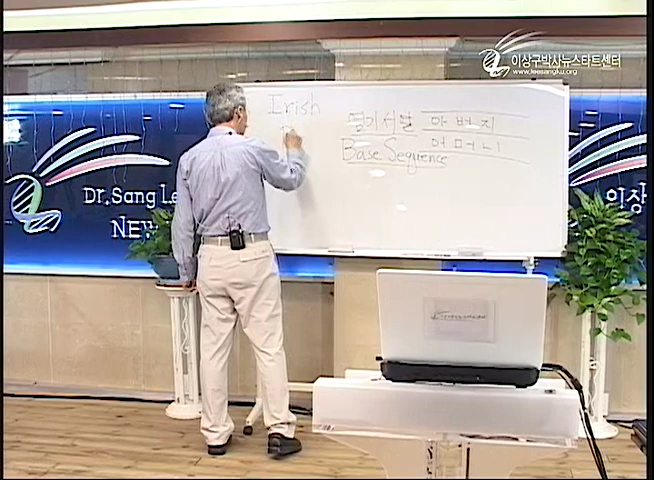 이상구박사뉴스타트센터
www.leesangku.org
Irish
염기서열 아버지
어머니
Base Sequence
Dr.Sang Le
NEW
이상